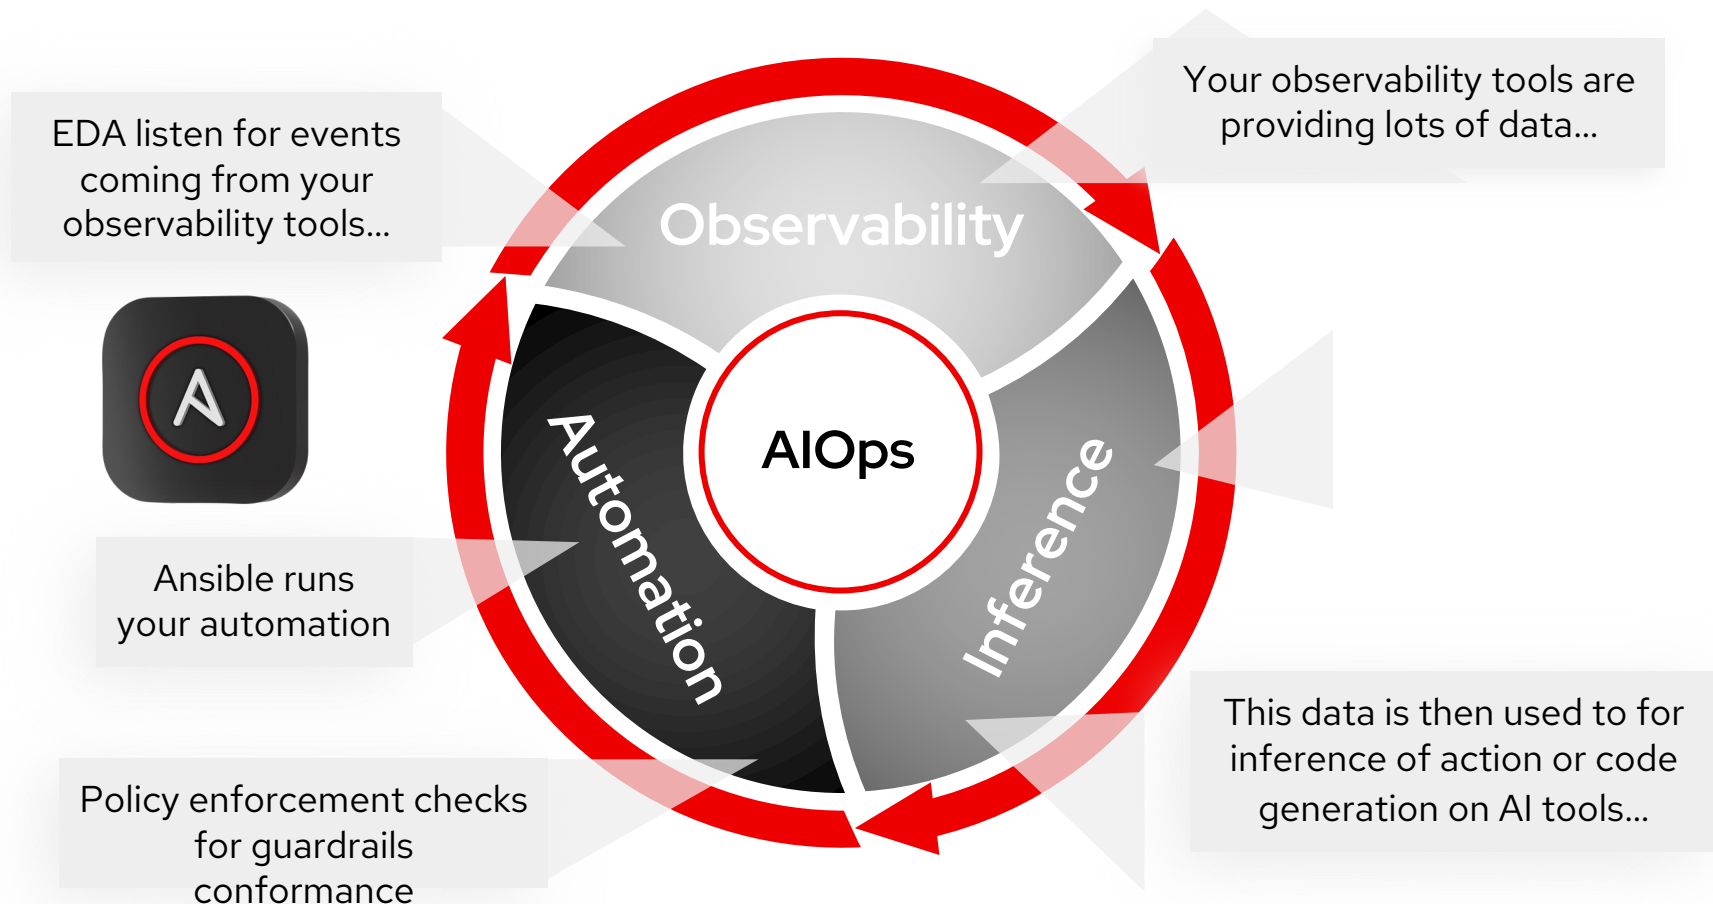 Your observability tools are
providing lots of data...
EDA listen for events
coming from your
observability tools...
Observability
AIOps
Automation
Inference
Ansible runs
your automation
This data is then used to for
inference of action or code
generation on AI tools...
Policy enforcement checks
for guardrails
conformance